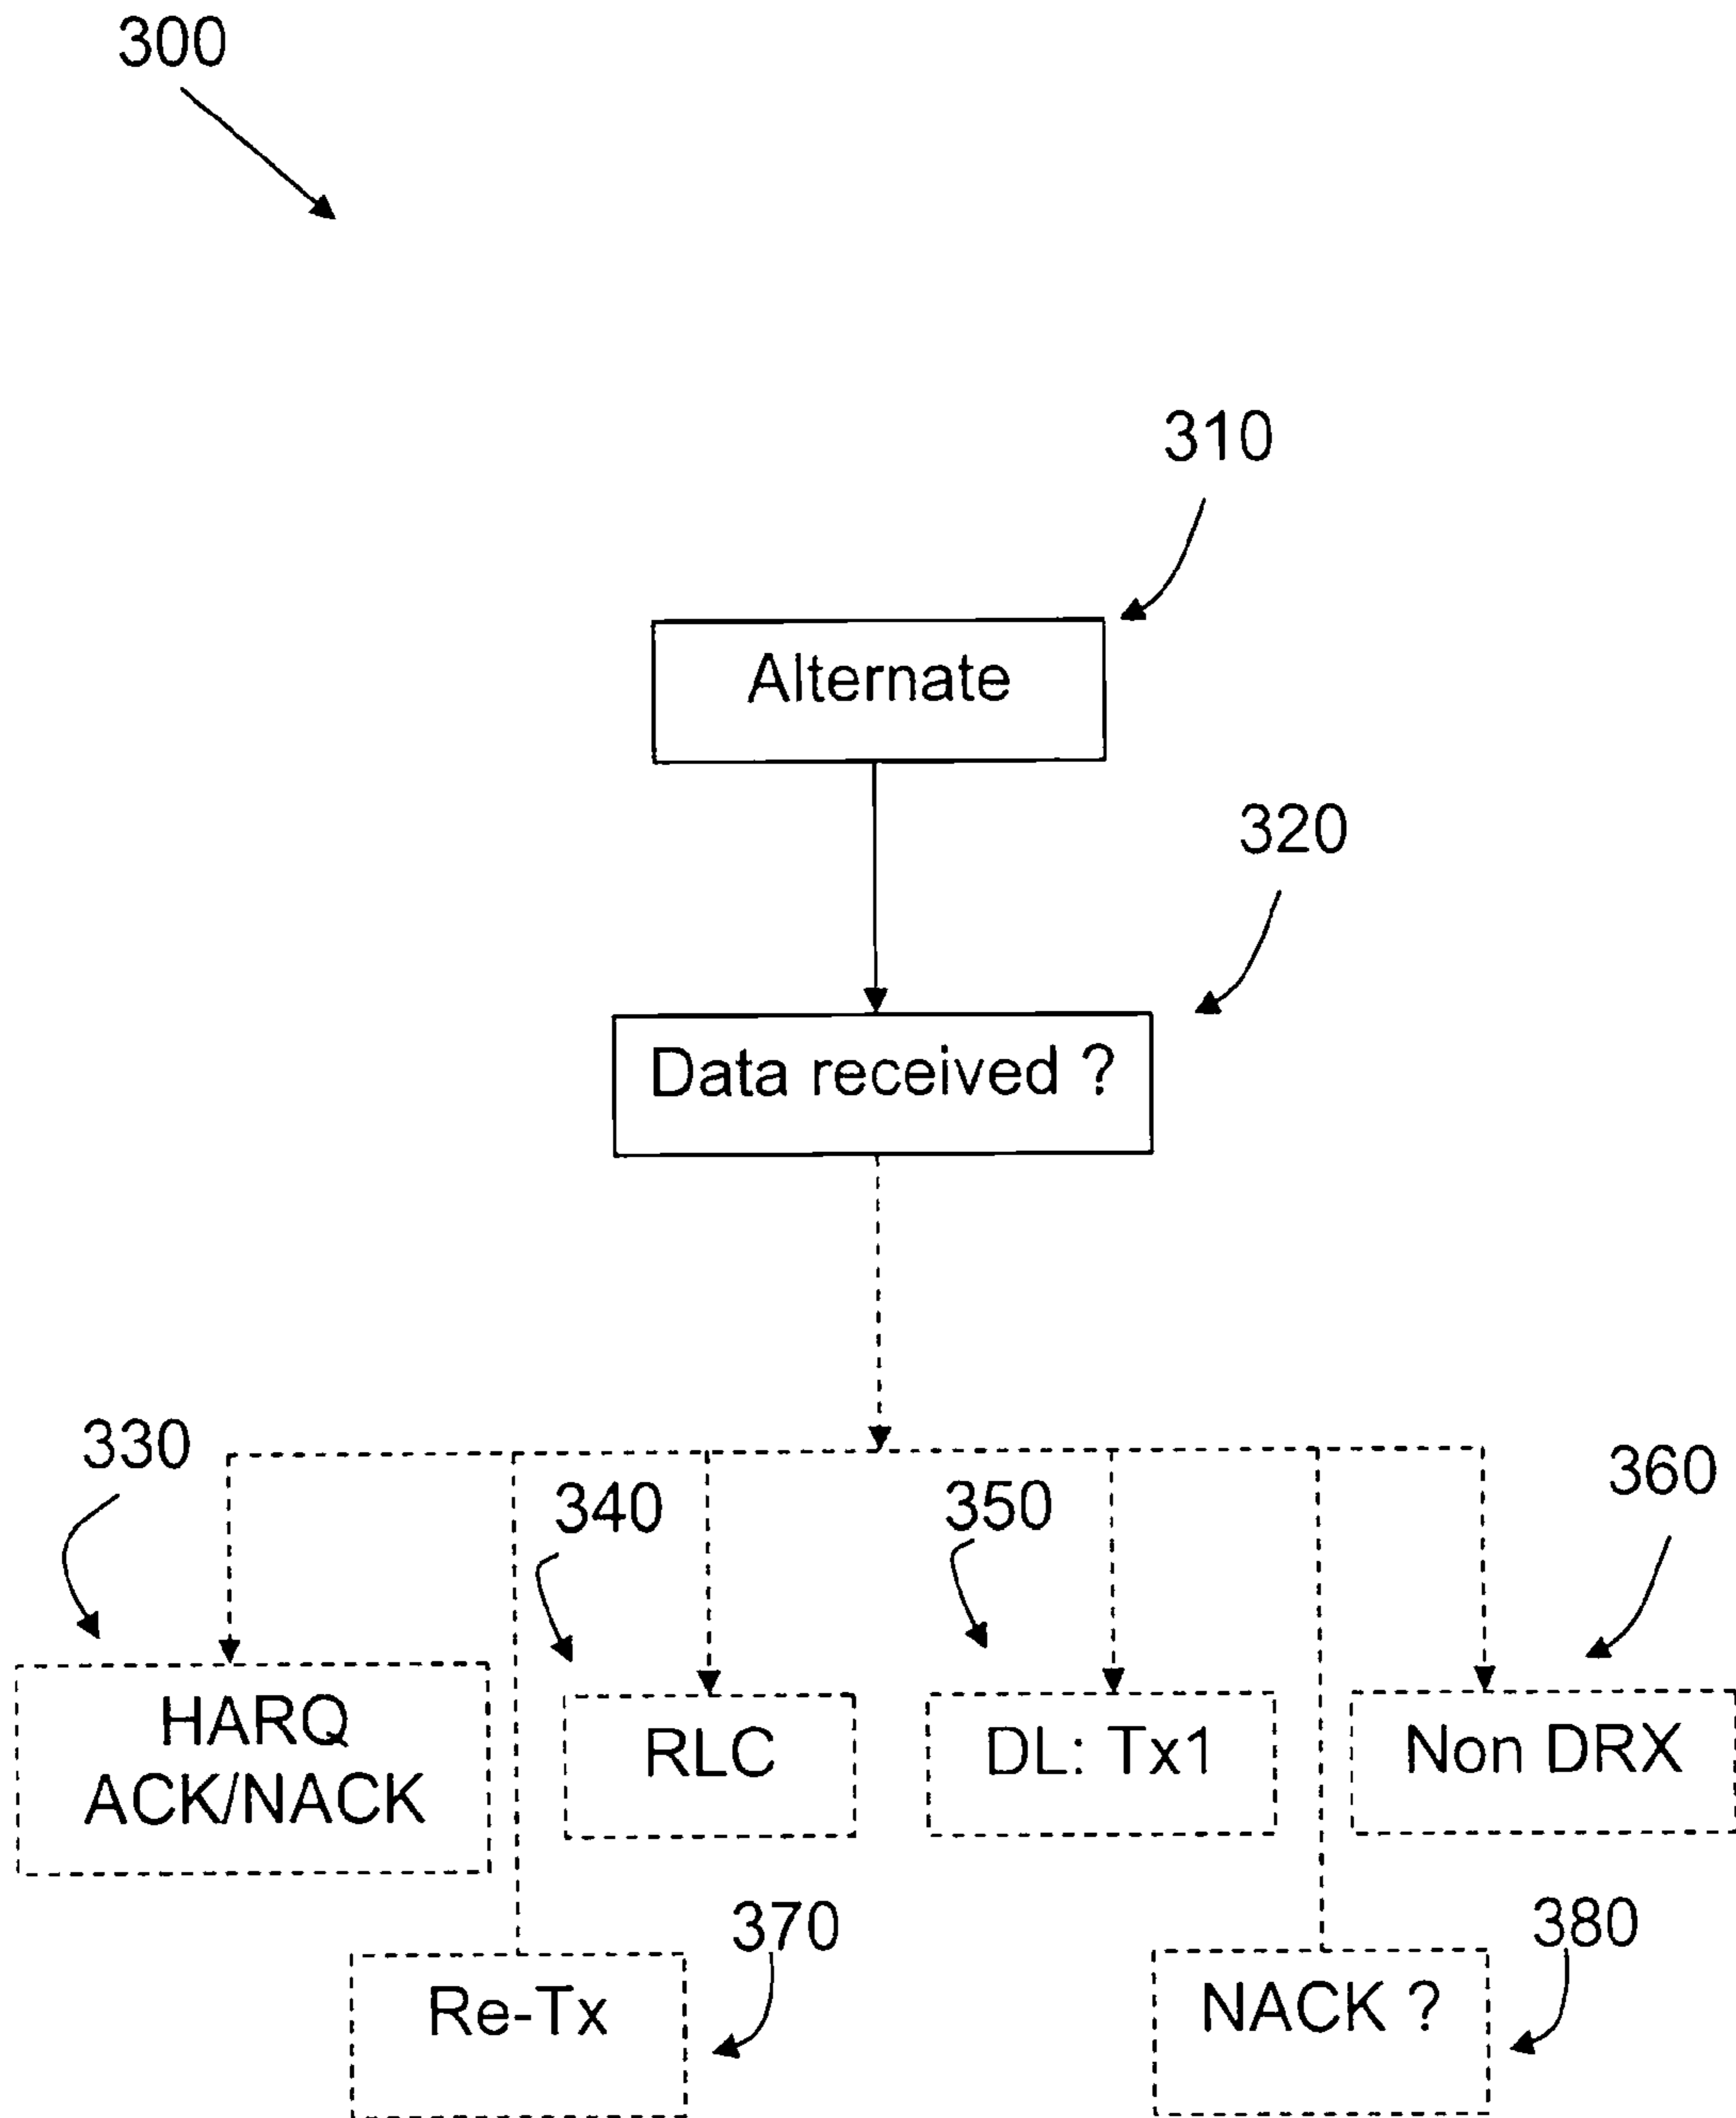 300
310
Alternate
320
Data received ?
330
340
350
360
HARQ
ACK/NACK
RLC
DL: Tx1
Non DRX
370
380
Re-Tx
NACK ?